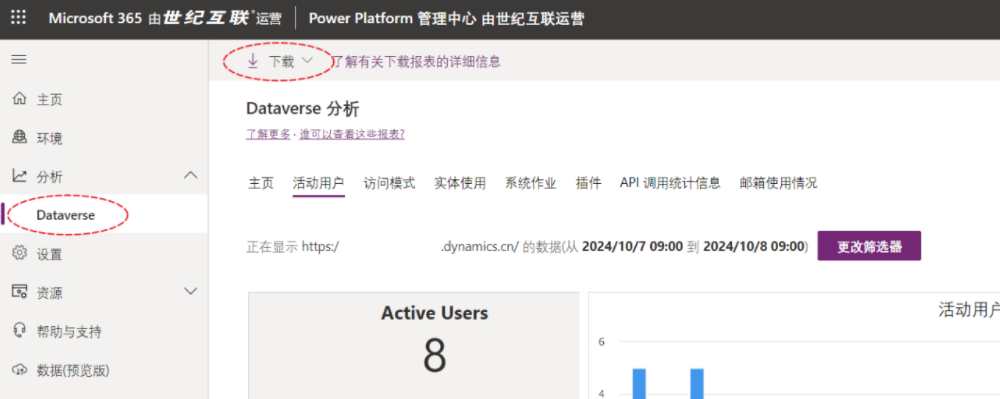 Microsoft 365 由世纪互联®运营 Power Platform 管理中心 由世纪互联运营
下载 了解有关下载报表的详细信息
主页
环境
分析
Dataverse
设置
资源
帮助与支持
数据(预览版)
Dataverse 分析
了解更多 · 谁可以查看这些报表?
主页 活动用户 访问模式 实体使用 系统作业 插件 API 调用统计信息 邮箱使用情况
正在显示 https:/ .dynamics.cn/ 的数据(从 2024/10/7 09:00 到 2024/10/8 09:00) 更改筛选器
Active Users
8
活动用户
6
4